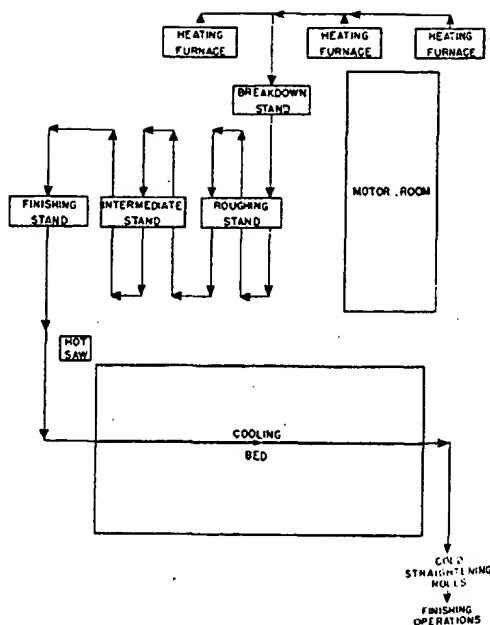 HEATING
FURNACE
HEATING
FURNACE
HEATING
FURNACE
BREAKDOWN
STAND
MOTOR ROOM
FINISHING
STAND
INTERMEDIATE
STAND
ROUGHING
STAND
HOT
SAW
COOLING
BED
COLD
STRAIGHTENING
ROLLS
FINISHING
OPERATIONS